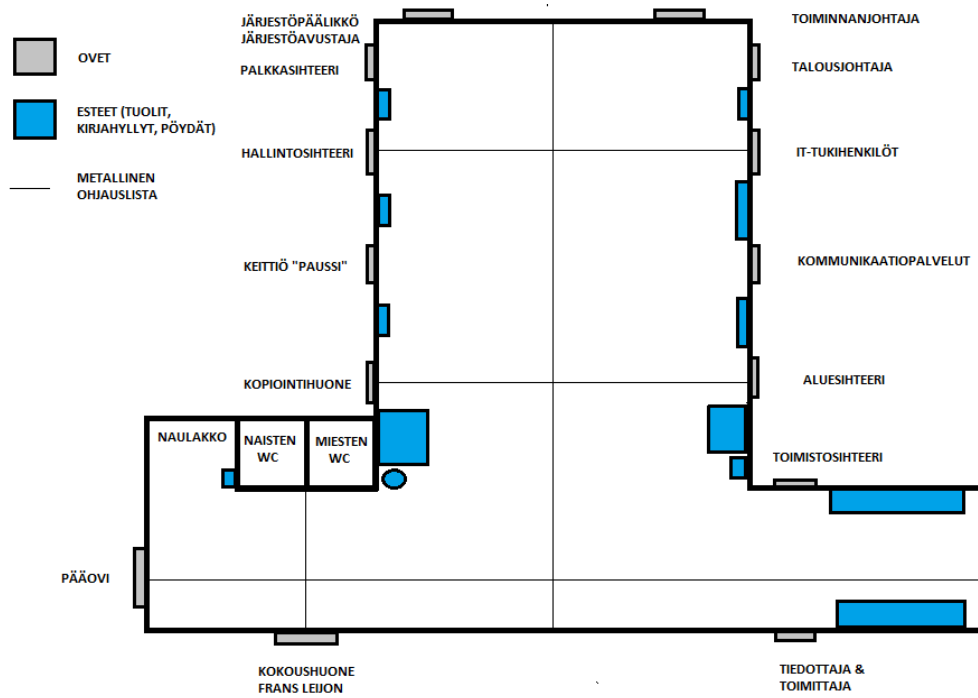 JÄRJESTÖPÄÄLIKKÖ
JÄRJESTÖAVUSTAJA
TOIMINNANJOHTAJA
OVET
PALKKASIHTEERI
TALOUSJOHTAJA
ESTEET (TUOLIT,
KIRJAHYLLYT, PÖYDÄT)
HALLINTOSIHTEERI
IT-TUKIHENKILÖT
METALLINEN
OHJAUSLISTA
KEITTIÖ "PAUSSI"
KOMMUNIKAATIOPALVELUT
KOPIOINTIHUONE
ALUESIHTEERI
NAULAKKO
NAISTEN
WC
MIESTEN
WC
TOIMISTOSIHTEERI
PÄÄOVI
KOKOUSHUONE
FRANS LEIJON
TIEDOTTAJA &
TOIMITTAJA